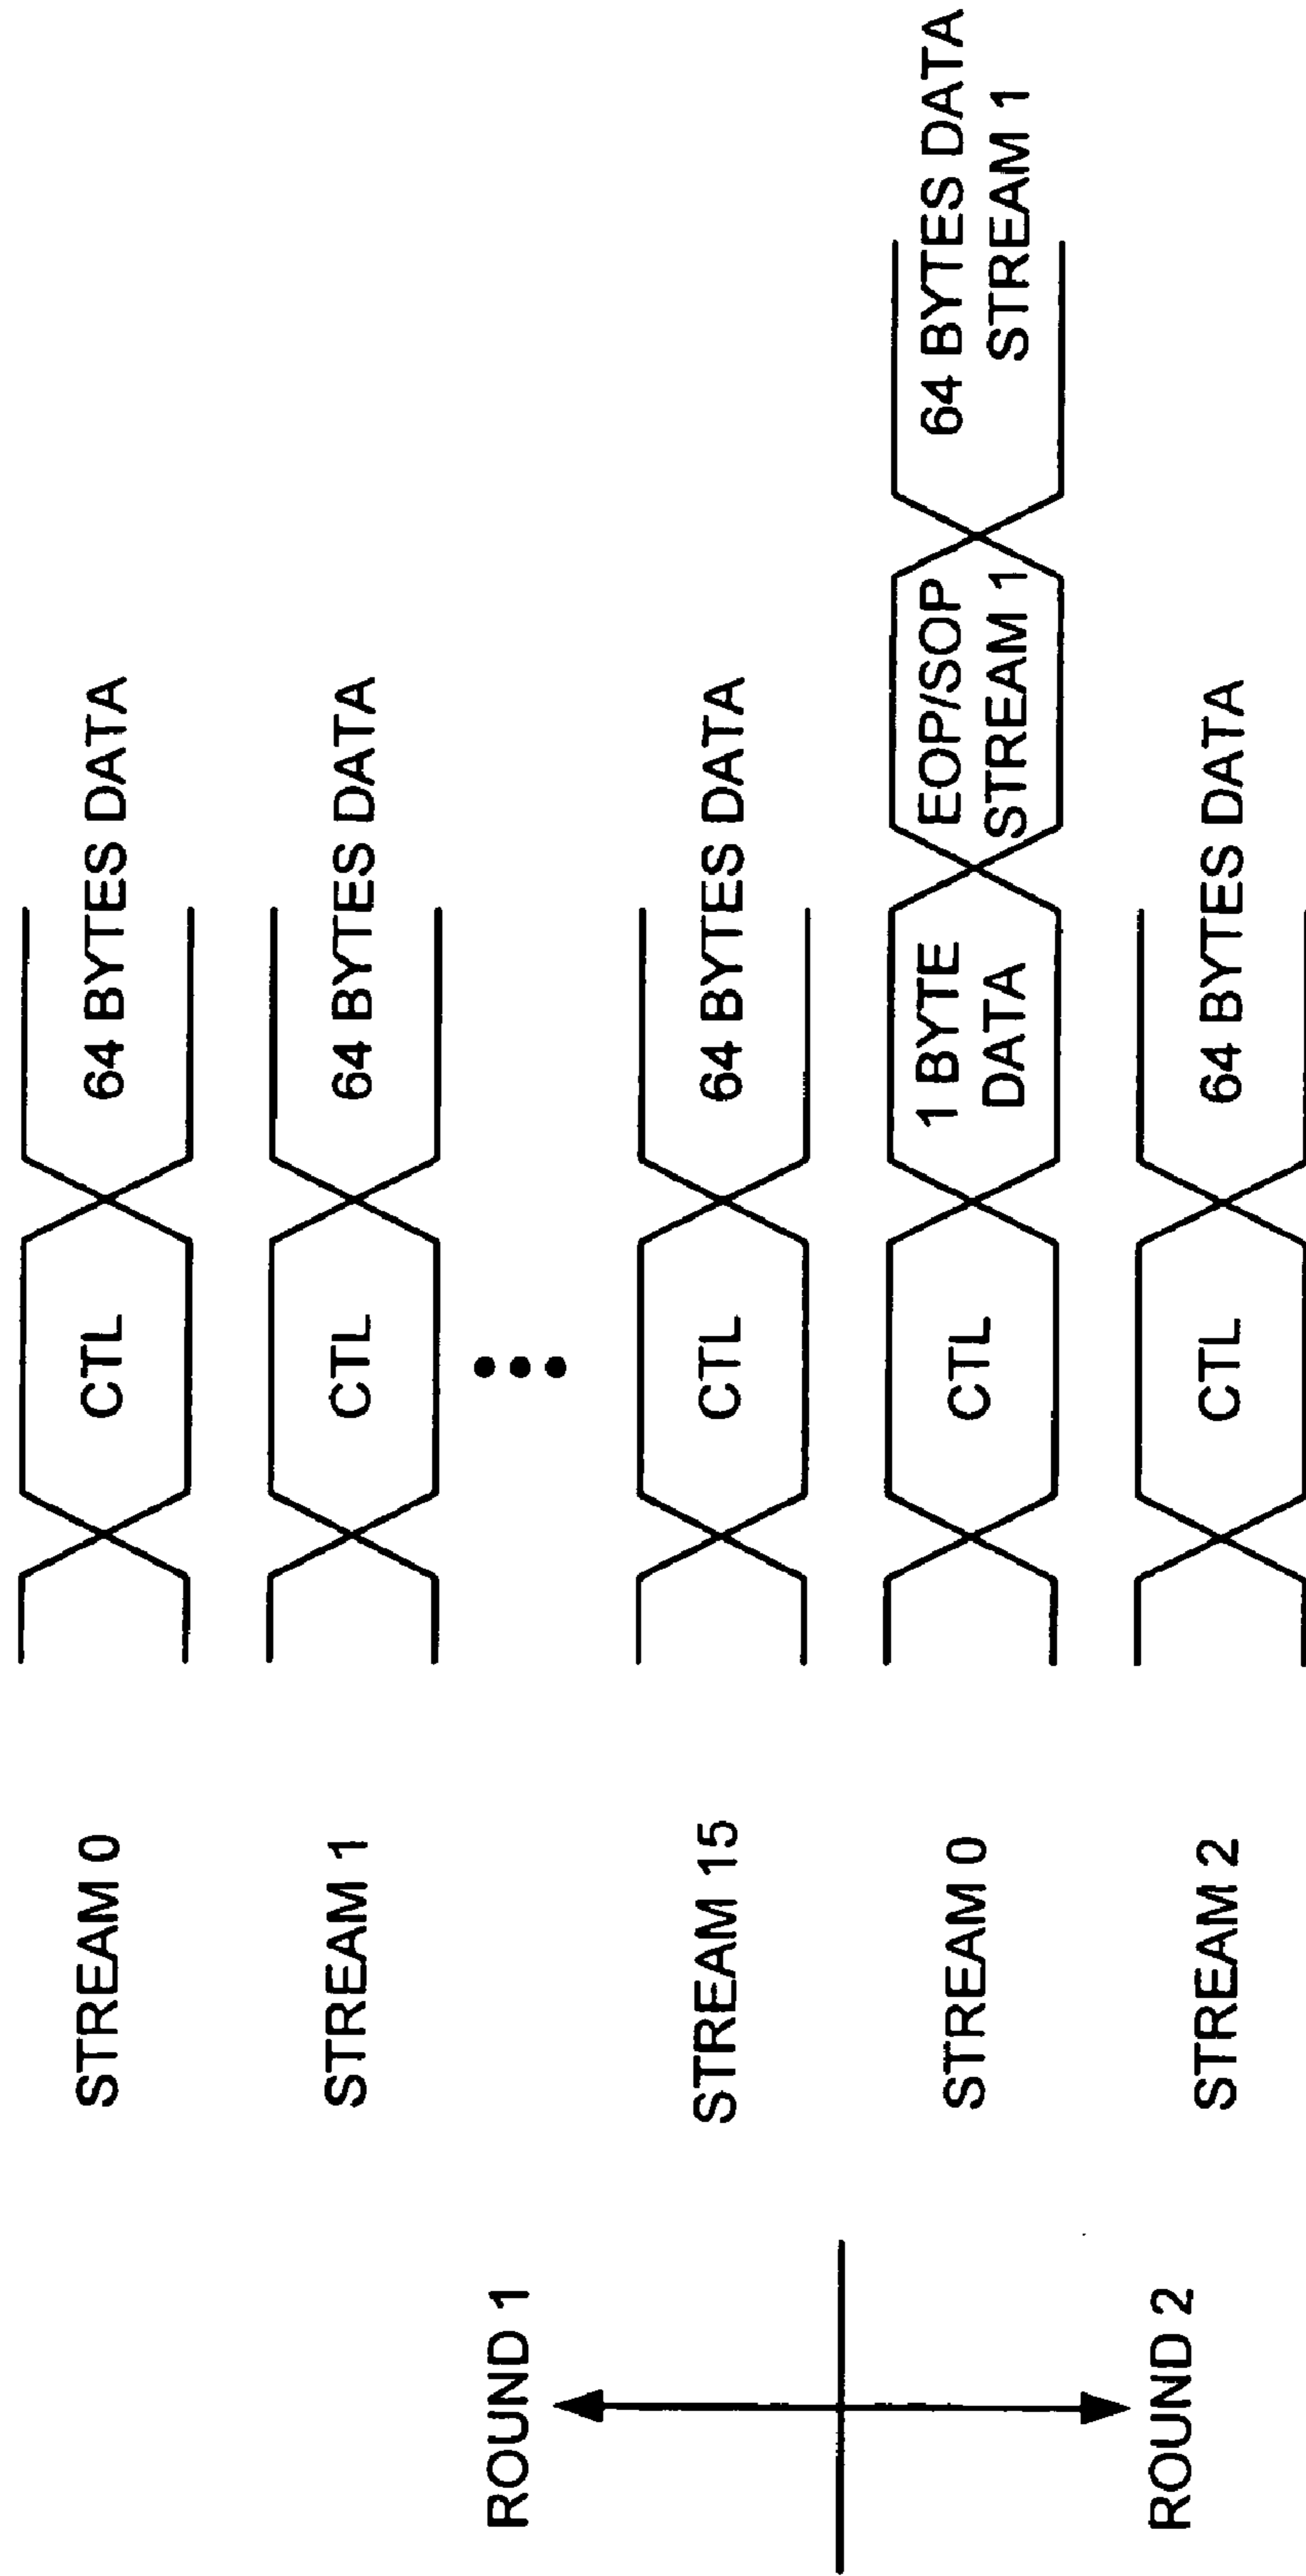 STREAM 0
CTL
64 BYTES DATA
STREAM 1
CTL
64 BYTES DATA
ROUND 1
STREAM 15
CTL
64 BYTES DATA
STREAM 0
CTL
1 BYTE
DATA
EOP/SOP
STREAM 1
64 BYTES DATA
STREAM 1
ROUND 2
STREAM 2
CTL
64 BYTES DATA